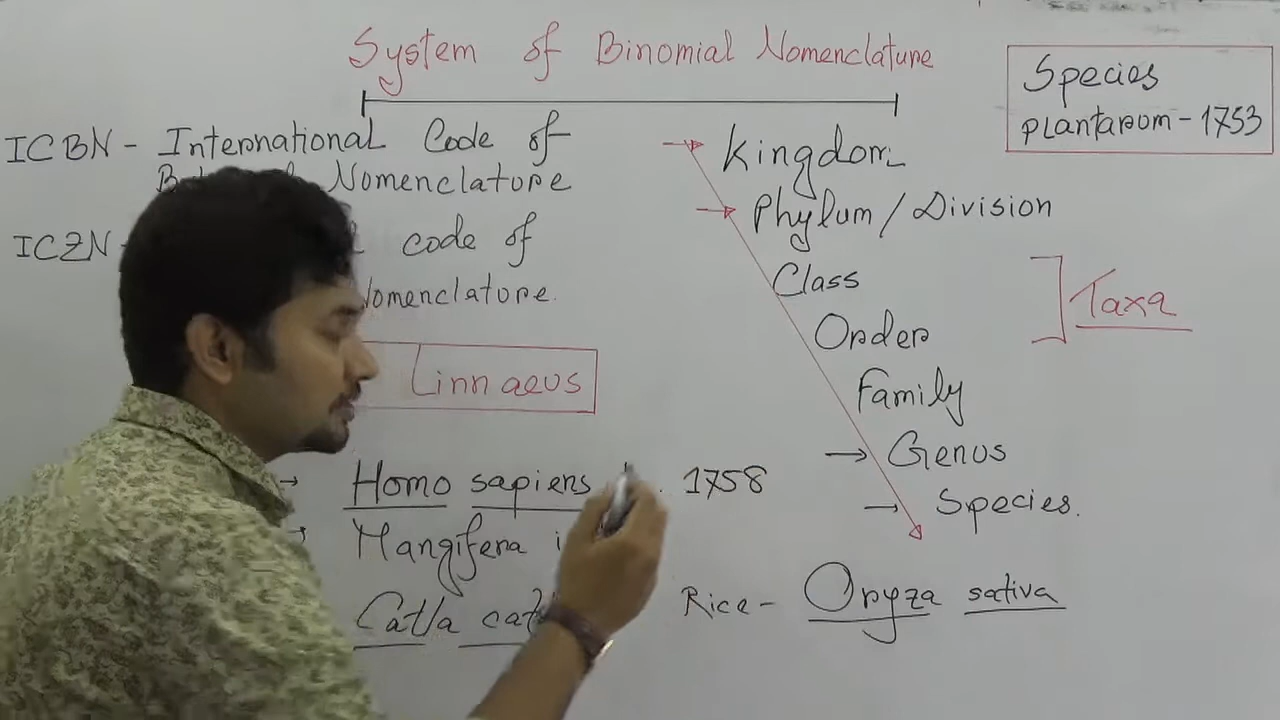 System of Binomial Nomenclature
Species
plantarum - 1753
ICBN - International Code of
Nomenclature
ICZN - code of
Nomenclature.
Linnaeus
Kingdom
Phylum / Division
Class
Order
Family
Genus
Species.
Taxa
Homo sapiens 1758
Mangifera
Catla
Rice - Oryza sativa